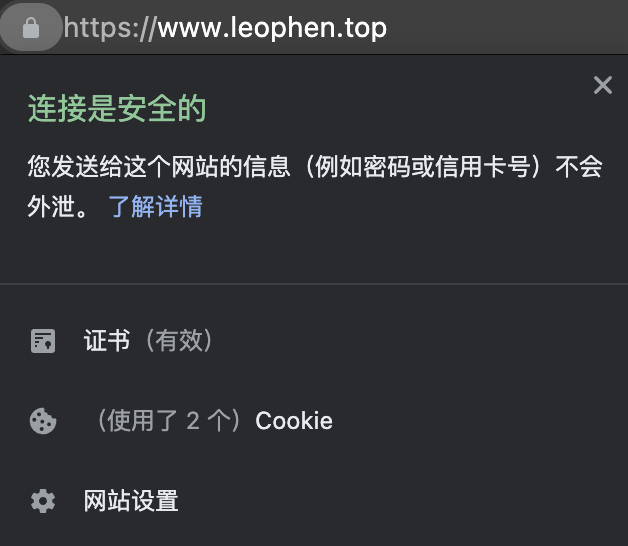 https://www.leophen.top
连接是安全的
您发送给这个网站的信息（例如密码或信用卡号）不会
外泄。 了解详情
证书（有效）
（使用了 2 个）Cookie
网站设置